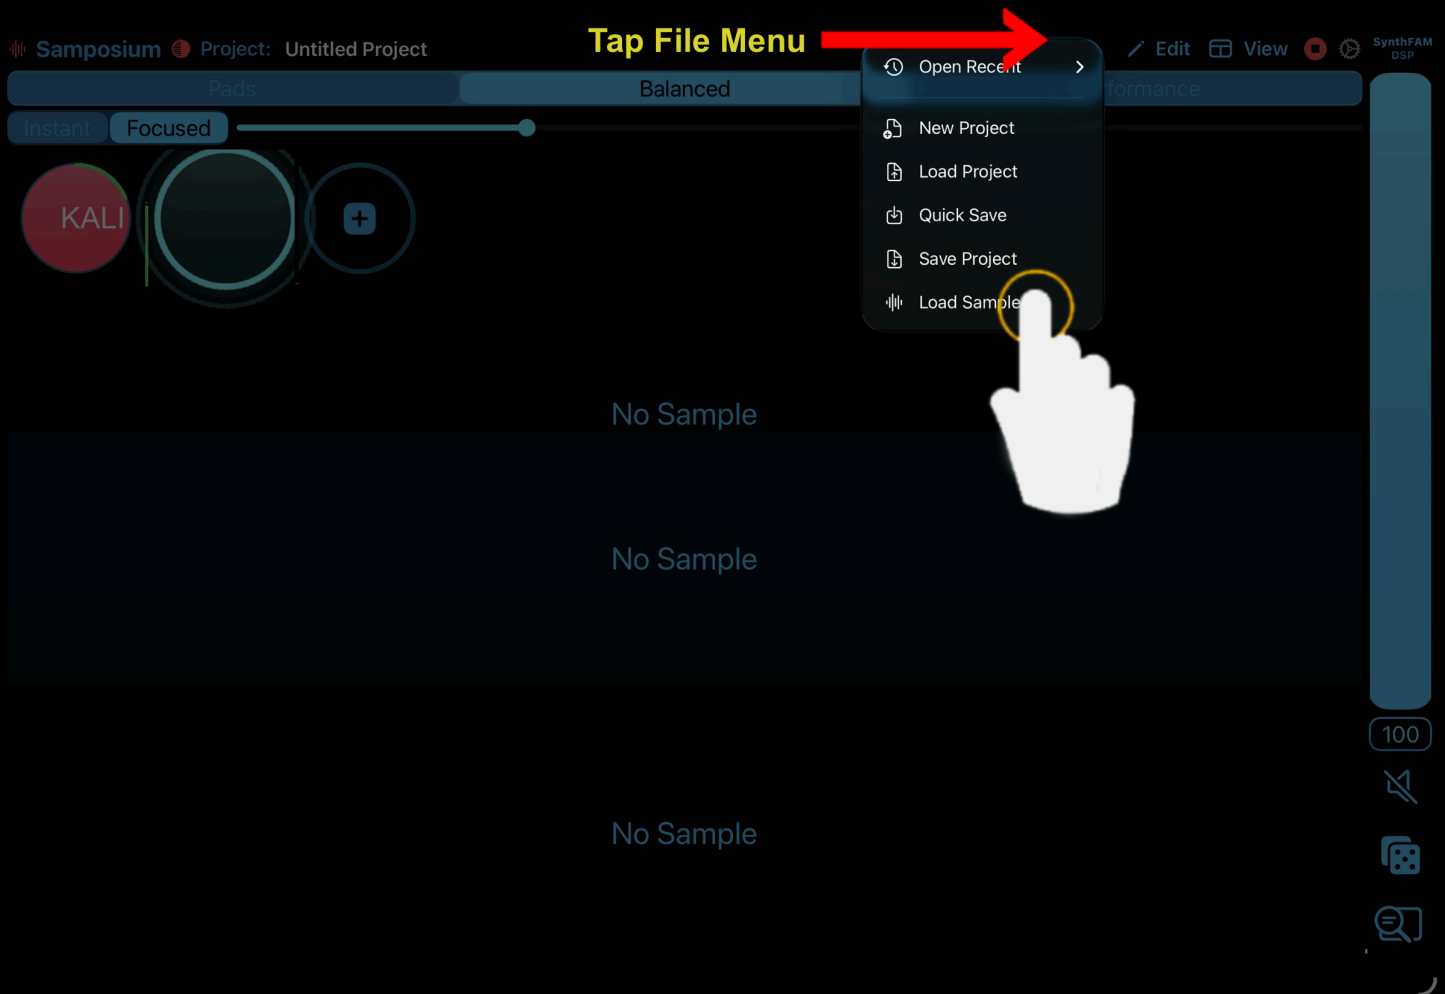 Tap File Menu
Samposium Project: Untitled Project
Edit View SynthFAM DSP
Open Recent
Pads Balanced formance
Instant Focused
New Project
Load Project
Quick Save
Save Project
Load Sample
KALI
No Sample
No Sample
100
No Sample